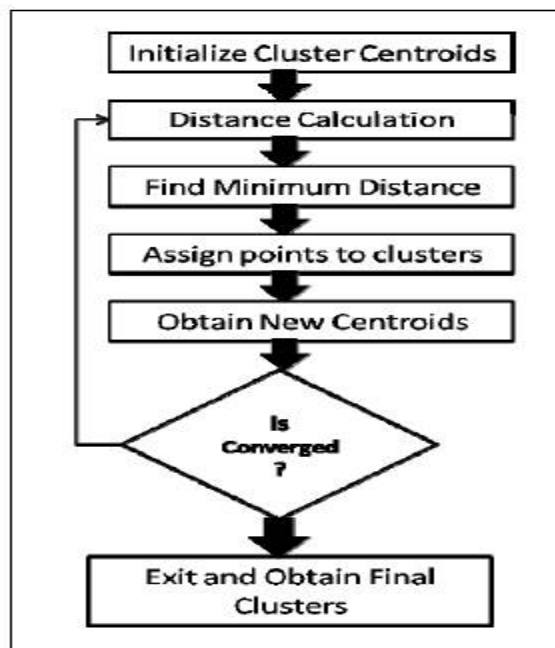 Initialize Cluster Centroids
Distance Calculation
Find Minimum Distance
Assign points to clusters
Obtain New Centroids
Is
Converged
?
Exit and Obtain Final
Clusters